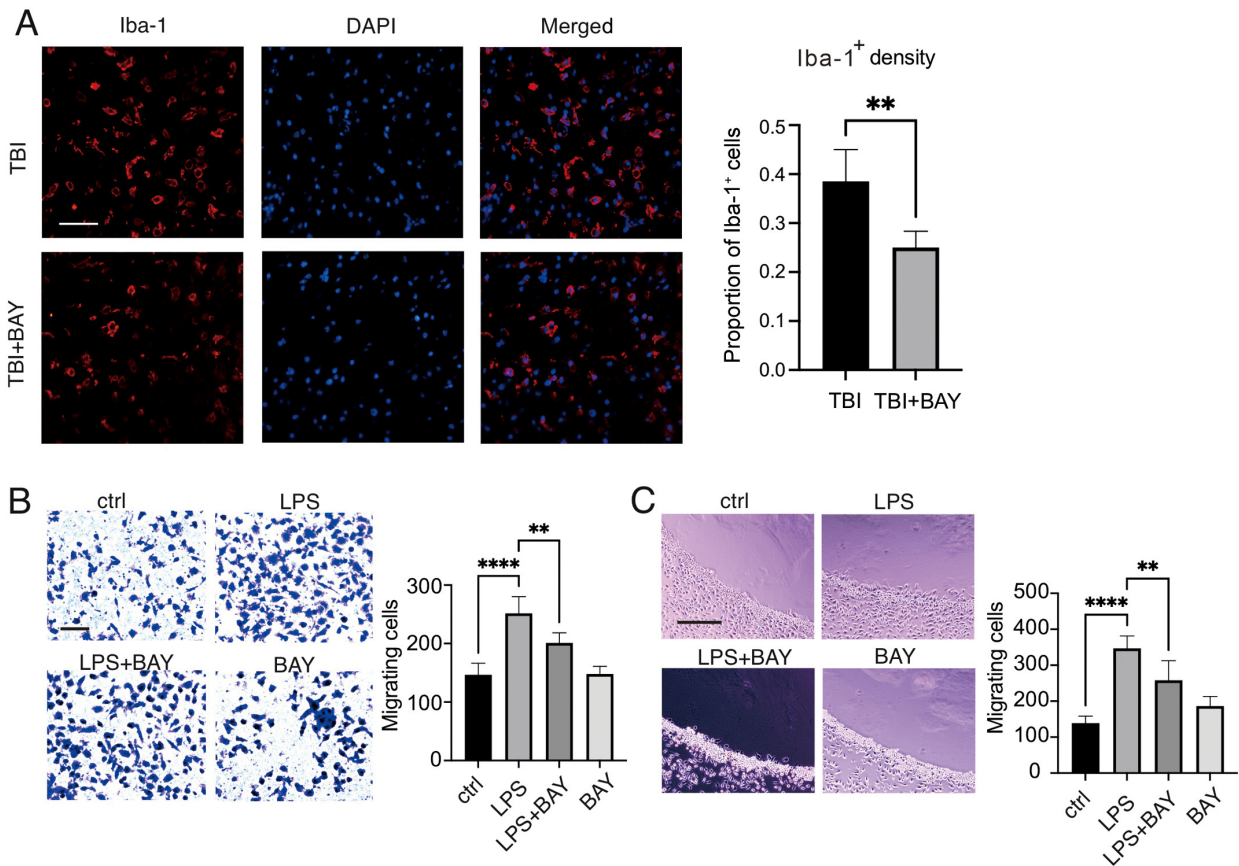 A
Iba-1
DAPI
Merged
TBI
TBI+BAY
Iba-1+ density
**
Proportion of Iba-1+ cells
0.5
0.4
0.3
0.2
0.1
0.0
TBI
TBI+BAY
B
ctrl
LPS
LPS+BAY
BAY
****
**
Migrating cells
300
200
100
0
ctrl
LPS
LPS+BAY
BAY
C
ctrl
LPS
LPS+BAY
BAY
****
**
Migrating cells
500
400
300
200
100
0
ctrl
LPS
LPS+BAY
BAY